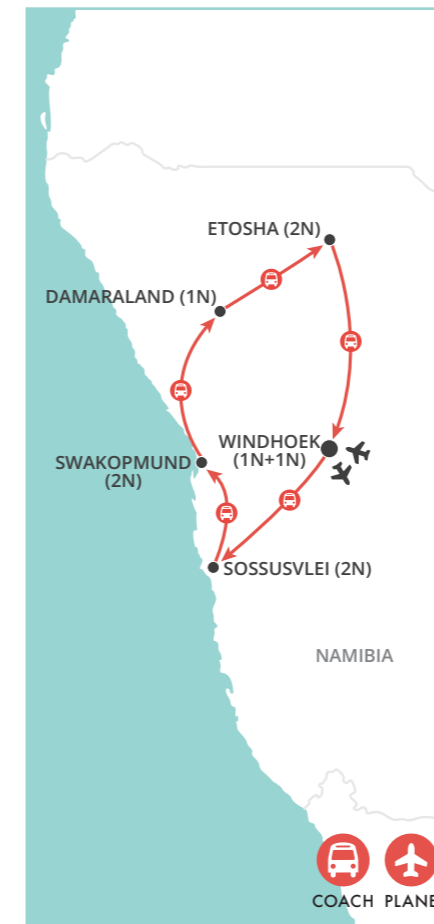 ETOSHA (2N)
DAMARALAND (1N)
WINDHOEK
(1N+1N)
SWAKOPMUND
(2N)
SOSSUSVLEI (2N)
NAMIBIA
COACH PLANE